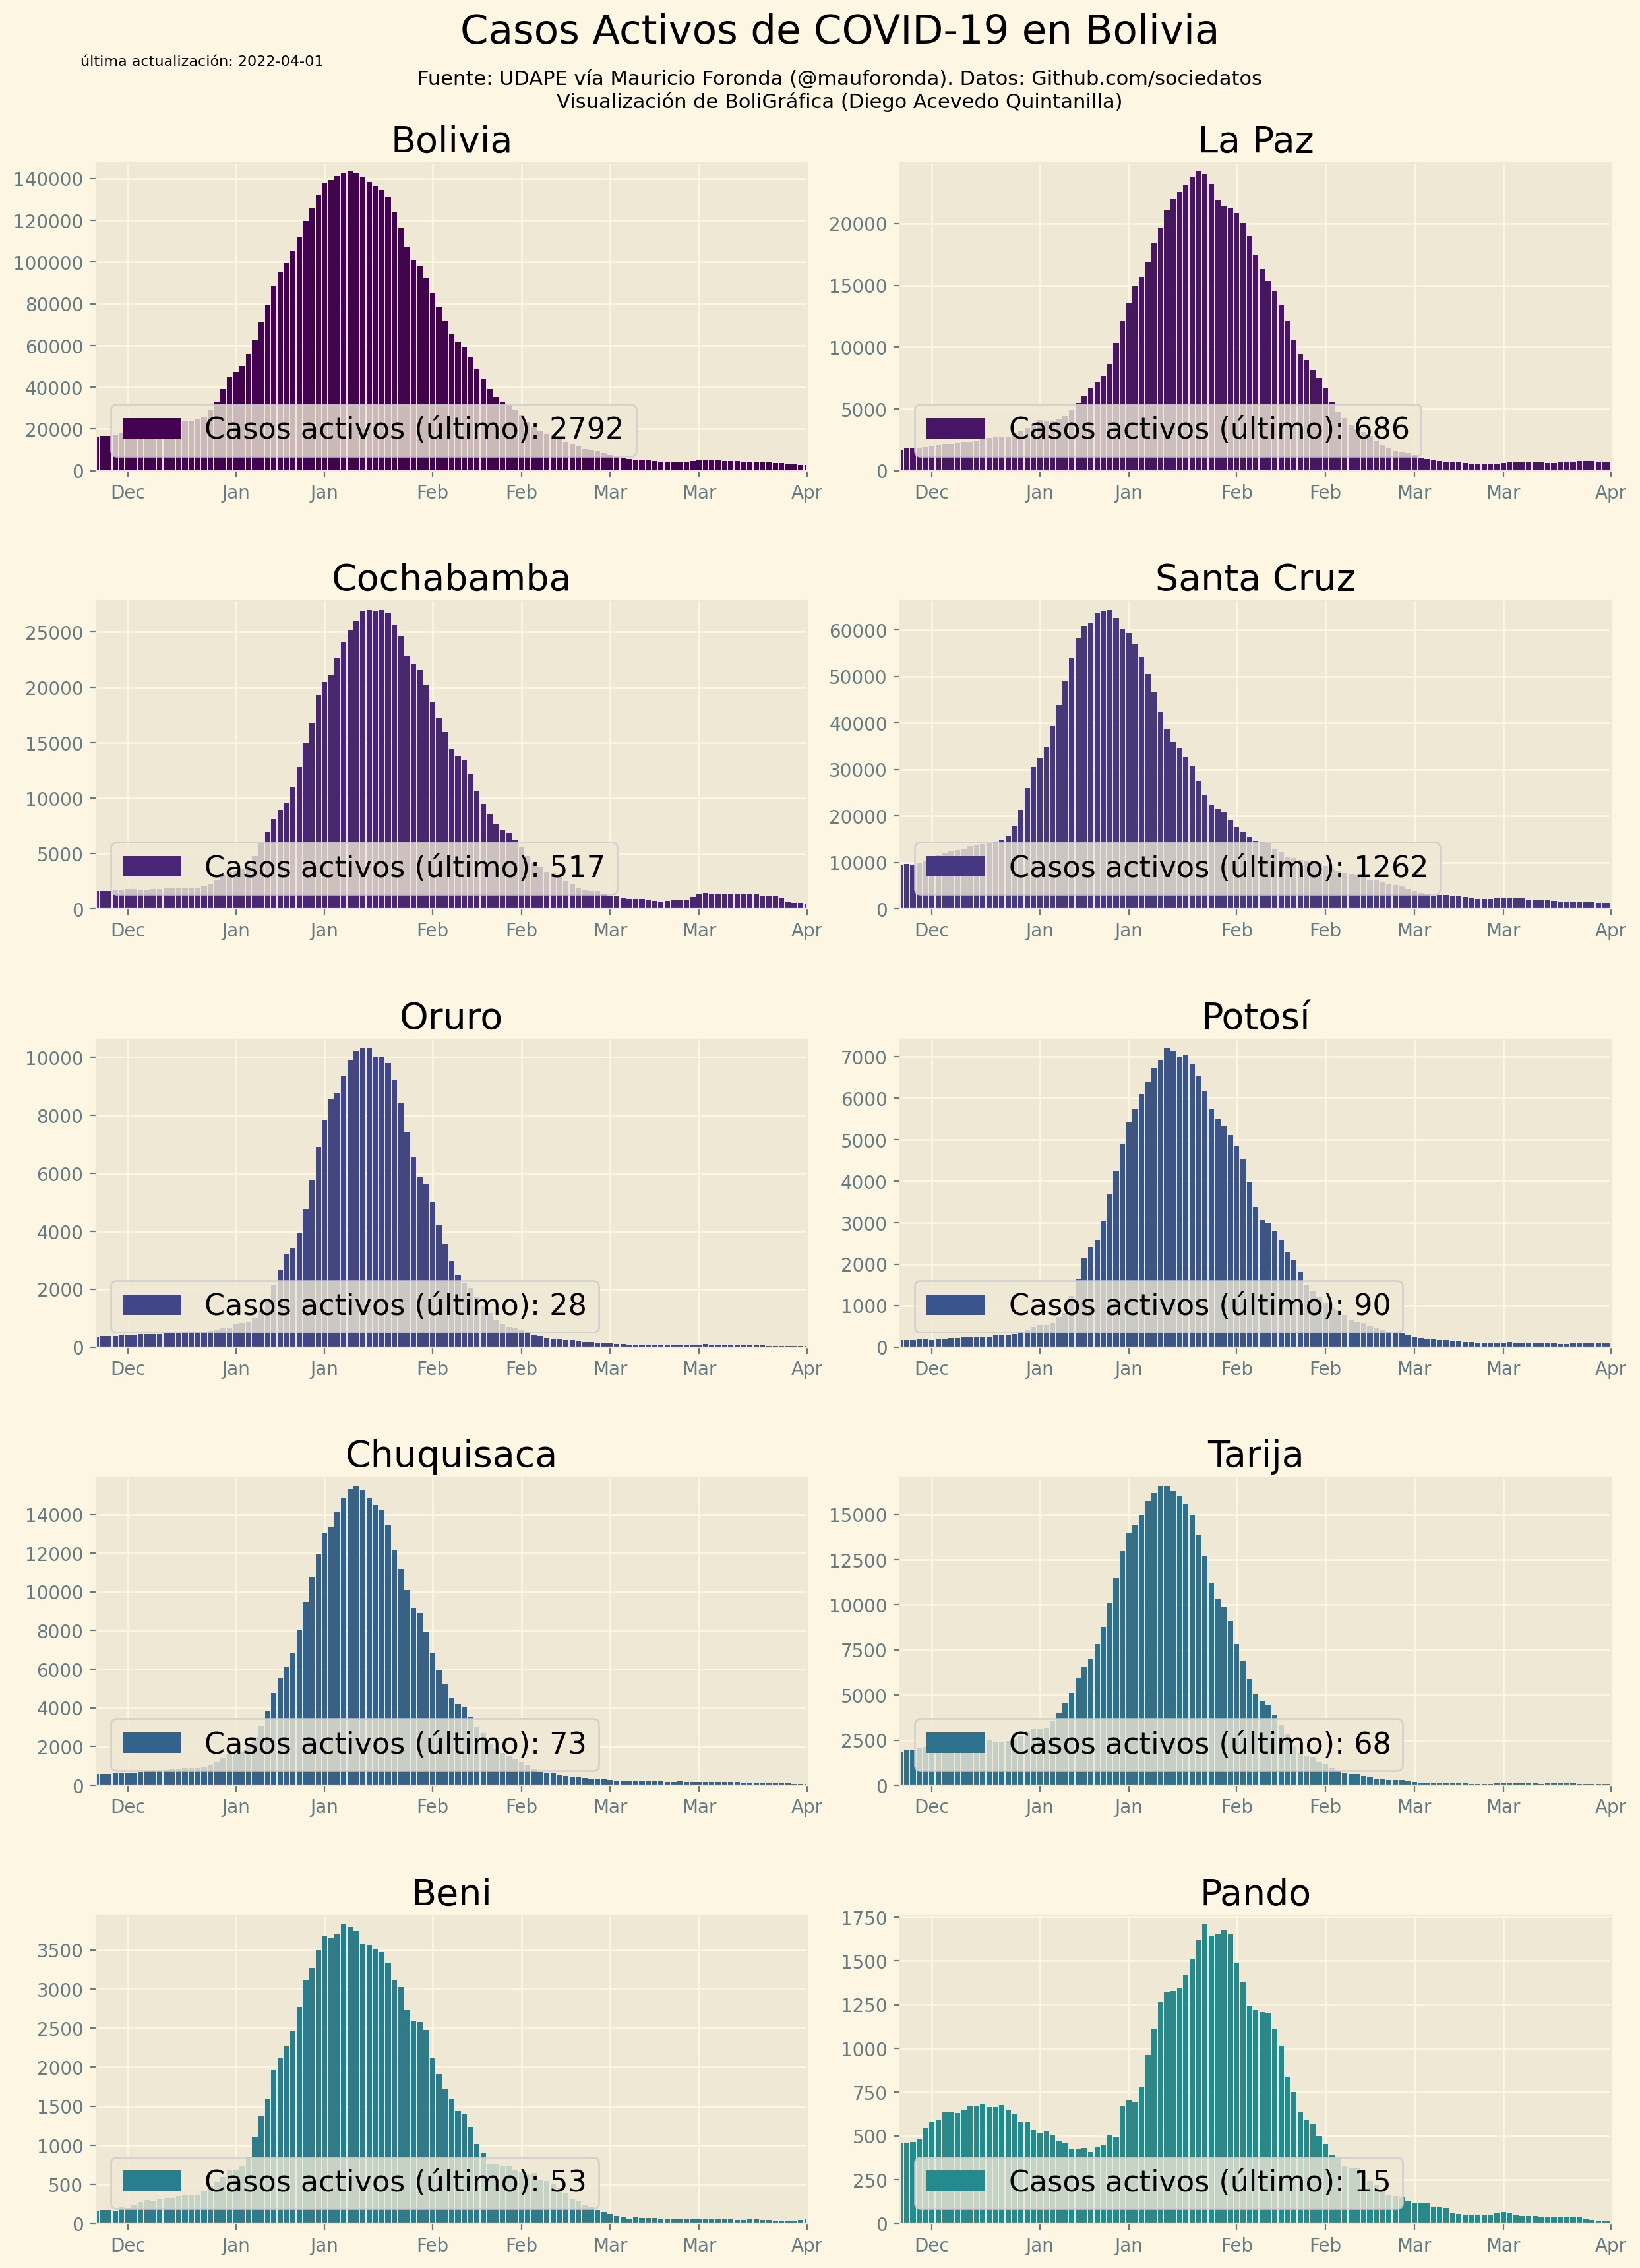 Casos Activos de COVID-19 en Bolivia
última actualización: 2022-04-01
Fuente: UDAPE vía Mauricio Foronda (@mauforonda). Datos: Github.com/sociedatos
Visualización de BoliGráfica (Diego Acevedo Quintanilla)
Bolivia
140000
120000
100000
80000
60000
40000
20000
0
Casos activos (último): 2792
Dec Jan Jan Feb Feb Mar Mar Apr
La Paz
20000
15000
10000
5000
0
Casos activos (último): 686
Dec Jan Jan Feb Feb Mar Mar Apr
Cochabamba
25000
20000
15000
10000
5000
0
Casos activos (último): 517
Dec Jan Jan Feb Feb Mar Mar Apr
Santa Cruz
60000
50000
40000
30000
20000
10000
0
Casos activos (último): 1262
Dec Jan Jan Feb Feb Mar Mar Apr
Oruro
10000
8000
6000
4000
2000
0
Casos activos (último): 28
Dec Jan Jan Feb Feb Mar Mar Apr
Potosí
7000
6000
5000
4000
3000
2000
1000
0
Casos activos (último): 90
Dec Jan Jan Feb Feb Mar Mar Apr
Chuquisaca
14000
12000
10000
8000
6000
4000
2000
0
Casos activos (último): 73
Dec Jan Jan Feb Feb Mar Mar Apr
Tarija
15000
12500
10000
7500
5000
2500
0
Casos activos (último): 68
Dec Jan Jan Feb Feb Mar Mar Apr
Beni
3500
3000
2500
2000
1500
1000
500
0
Casos activos (último): 53
Dec Jan Jan Feb Feb Mar Mar Apr
Pando
1750
1500
1250
1000
750
500
250
0
Casos activos (último): 15
Dec Jan Jan Feb Feb Mar Mar Apr